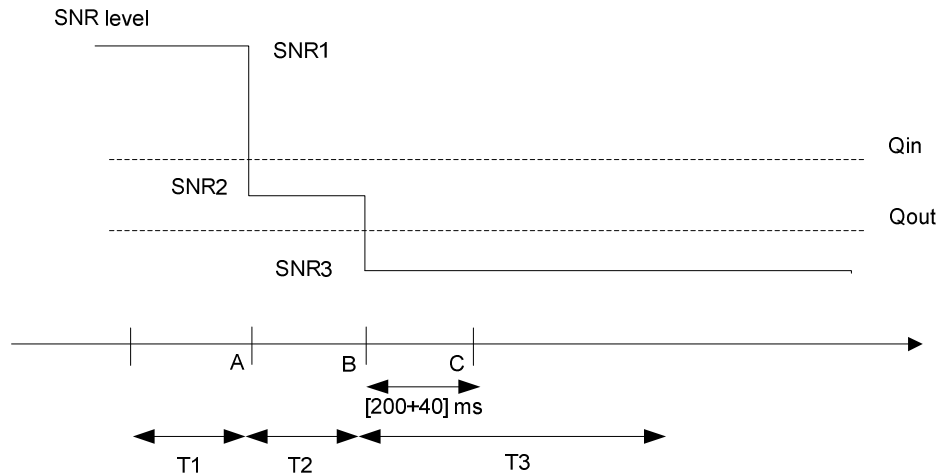 SNR level
SNR1
Qin
SNR2
Qout
SNR3
A
B
C
[200+40] ms
T1
T2
T3